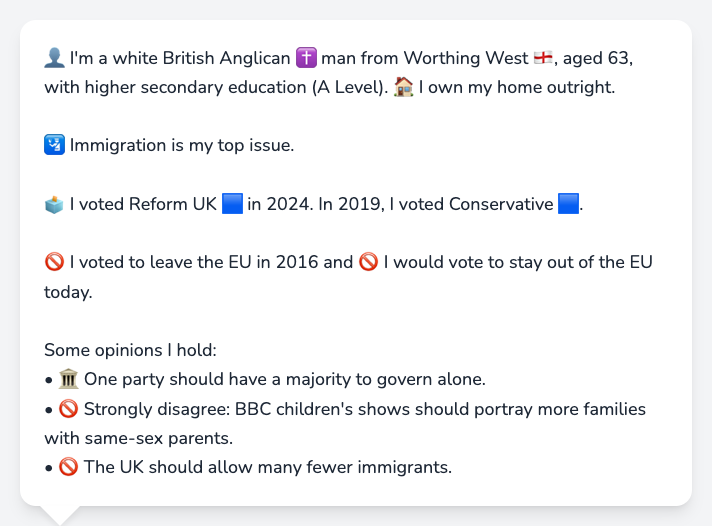 👤 I'm a white British Anglican ✝️ man from Worthing West 🏴󠁧󠁢󠁥󠁮󠁧󠁿, aged 63,
with higher secondary education (A Level). 🏠 I own my home outright.
🛂 Immigration is my top issue.
🗳️ I voted Reform UK 🟦 in 2024. In 2019, I voted Conservative 🟦.
🚫 I voted to leave the EU in 2016 and 🚫 I would vote to stay out of the EU
today.
Some opinions I hold:
• 🏛️ One party should have a majority to govern alone.
• 🚫 Strongly disagree: BBC children's shows should portray more families
with same-sex parents.
• 🚫 The UK should allow many fewer immigrants.